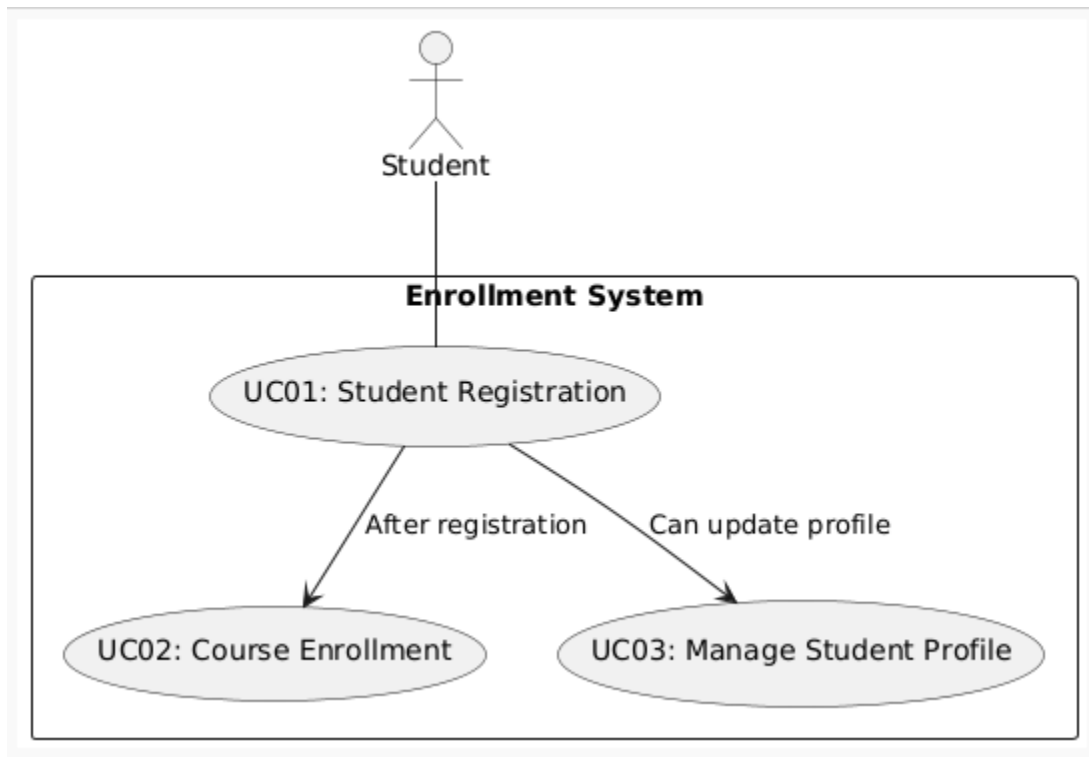 Student
Enrollment System
UC01: Student Registration
After registration
Can update profile
UC02: Course Enrollment
UC03: Manage Student Profile